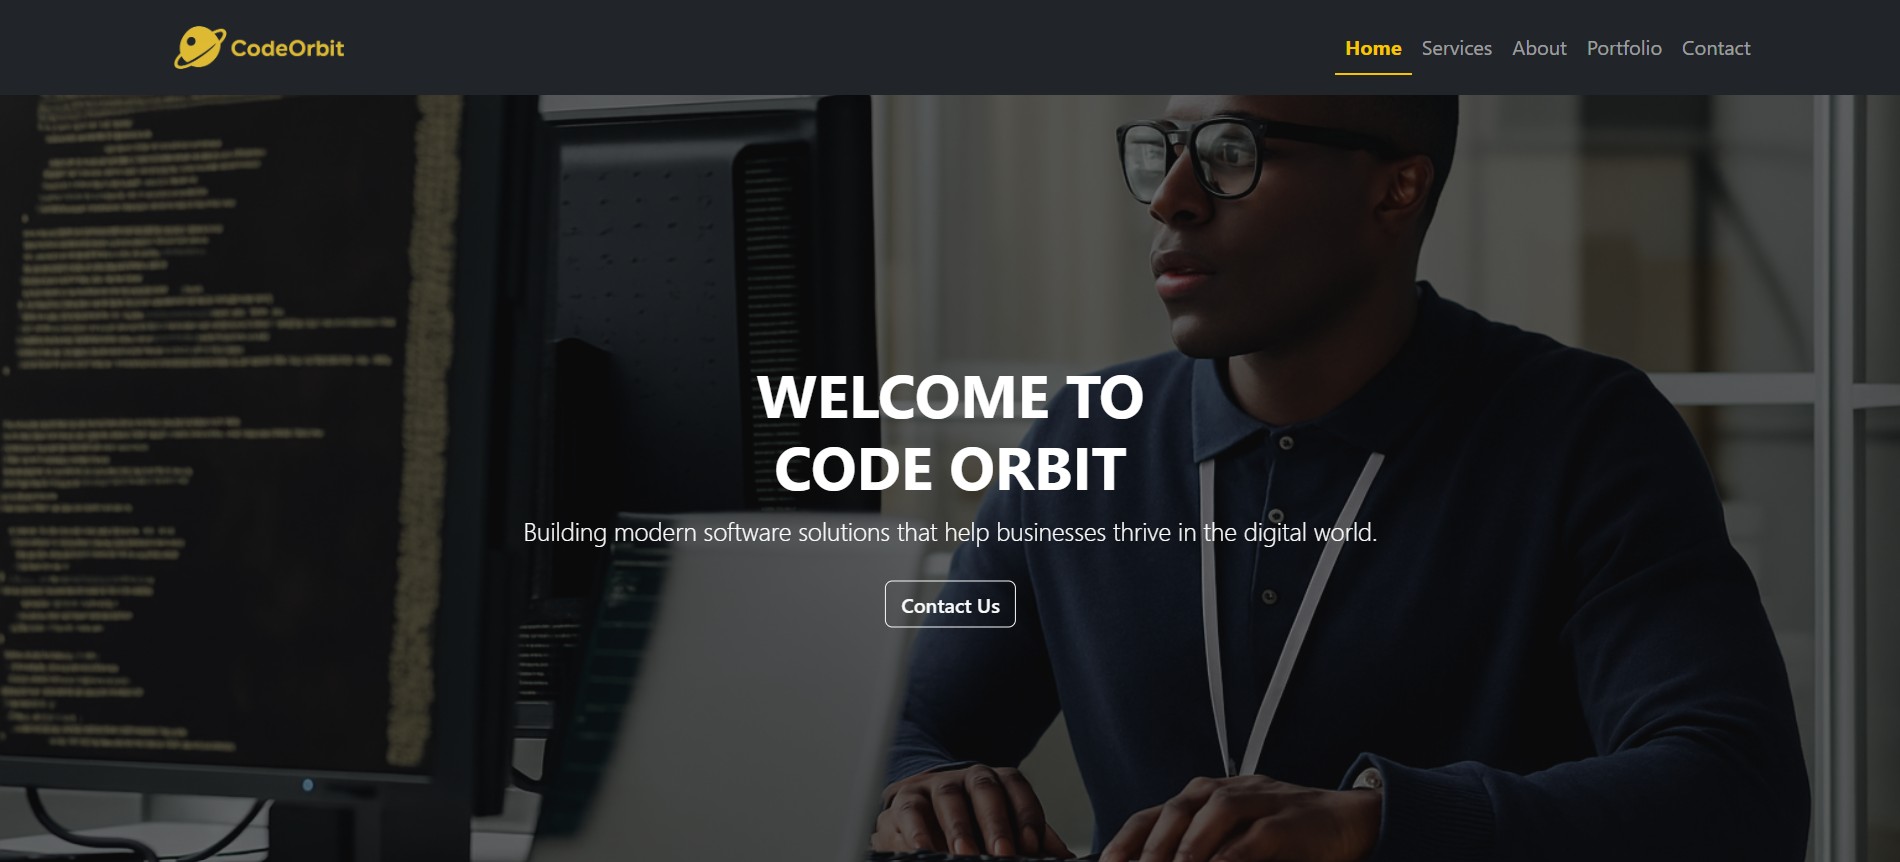 CodeOrbit
Home Services About Portfolio Contact
WELCOME TO
CODE ORBIT
Building modern software solutions that help businesses thrive in the digital world.
Contact Us